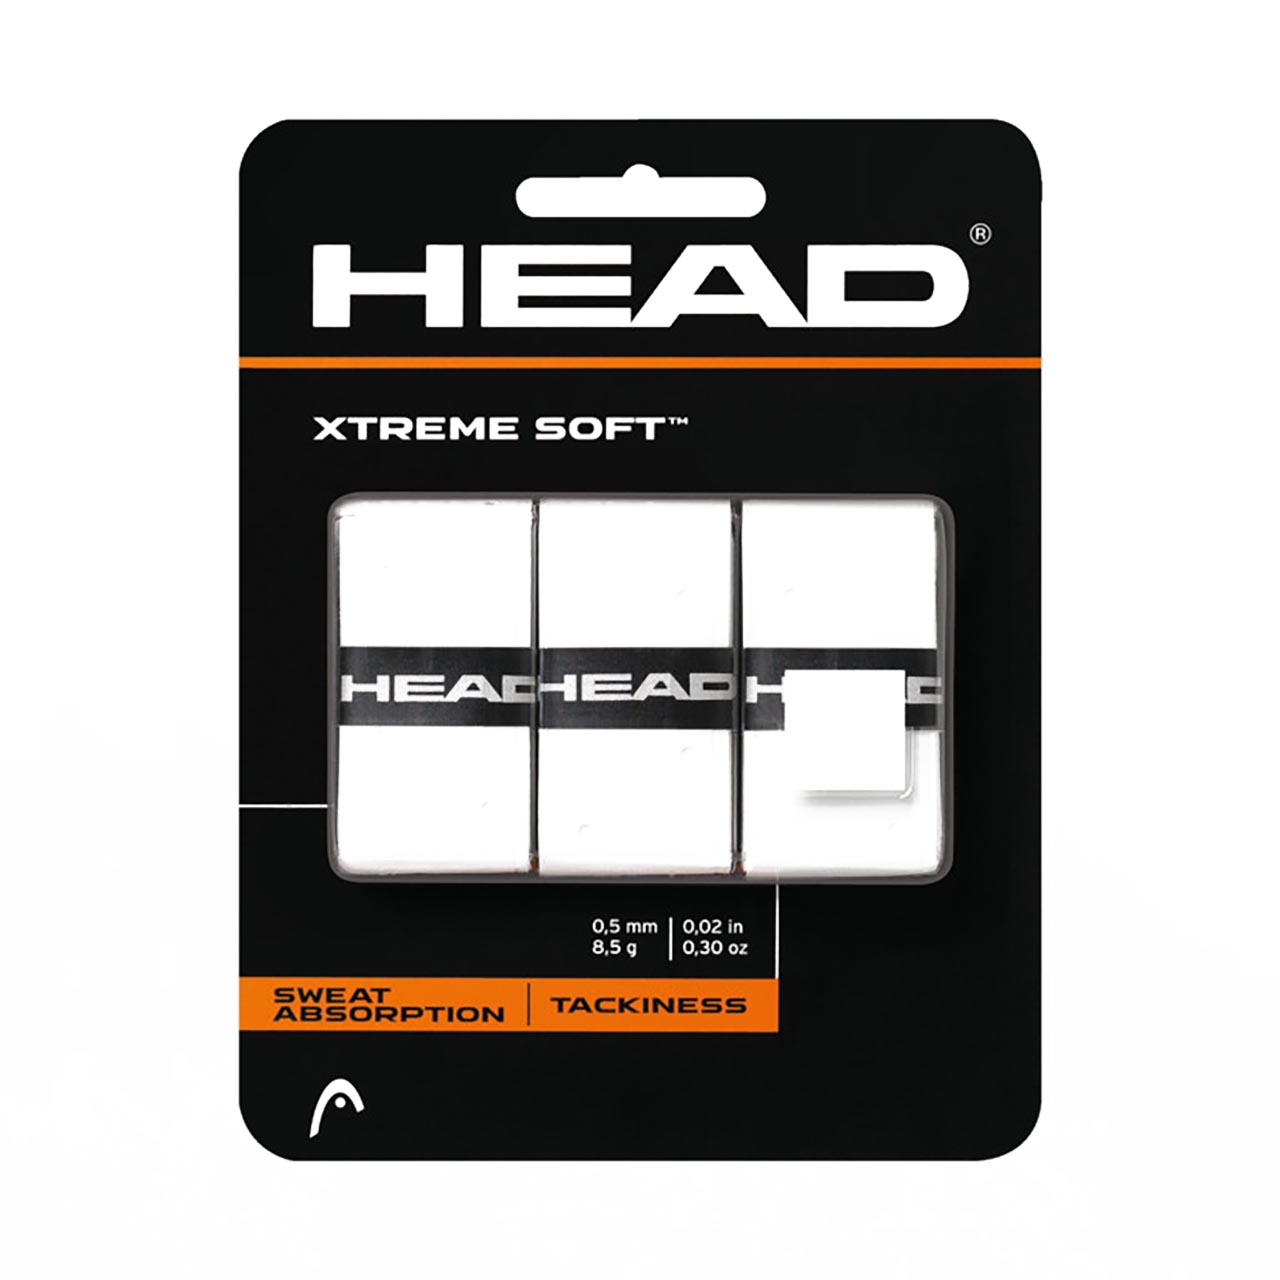 HEAD®
XTREME SOFT™
HEAD HEAD HEAD
0,5 mm | 0,02 in
8,5 g | 0,30 oz
SWEAT
ABSORPTION | TACKINESS